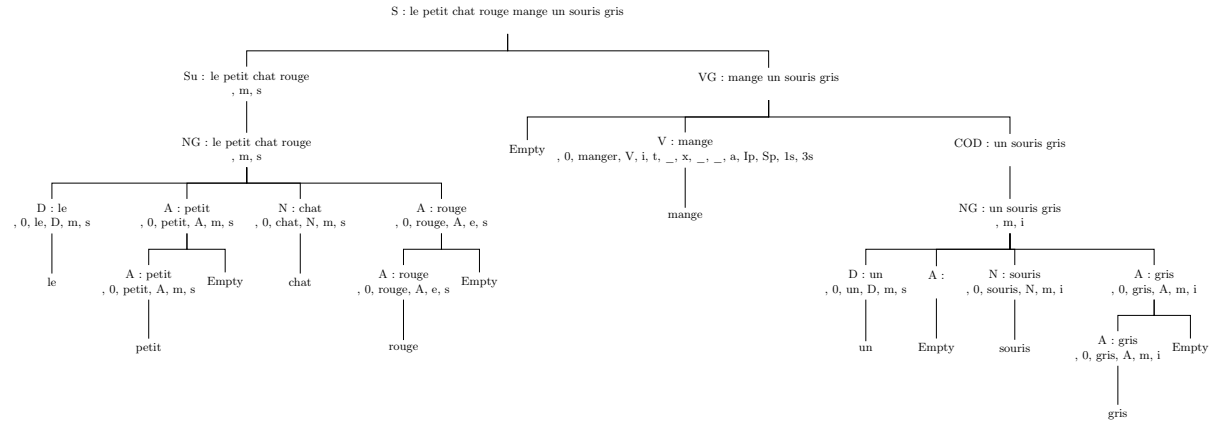 S : le petit chat rouge mange un souris gris
Su : le petit chat rouge
, m, s
VG : mange un souris gris
NG : le petit chat rouge
, m, s
Empty
V : mange
, 0, manger, V, i, t, _, x, _, _, a, Ip, Sp, 1s, 3s
COD : un souris gris
D : le
, 0, le, D, m, s
A : petit
, 0, petit, A, m, s
N : chat
, 0, chat, N, m, s
A : rouge
, 0, rouge, A, e, s
mange
NG : un souris gris
, m, i
le
A : petit
, 0, petit, A, m, s
Empty
chat
A : rouge
, 0, rouge, A, e, s
Empty
D : un
, 0, un, D, m, s
A :
N : souris
, 0, souris, N, m, i
A : gris
, 0, gris, A, m, i
petit
rouge
un
Empty
souris
A : gris
, 0, gris, A, m, i
Empty
gris